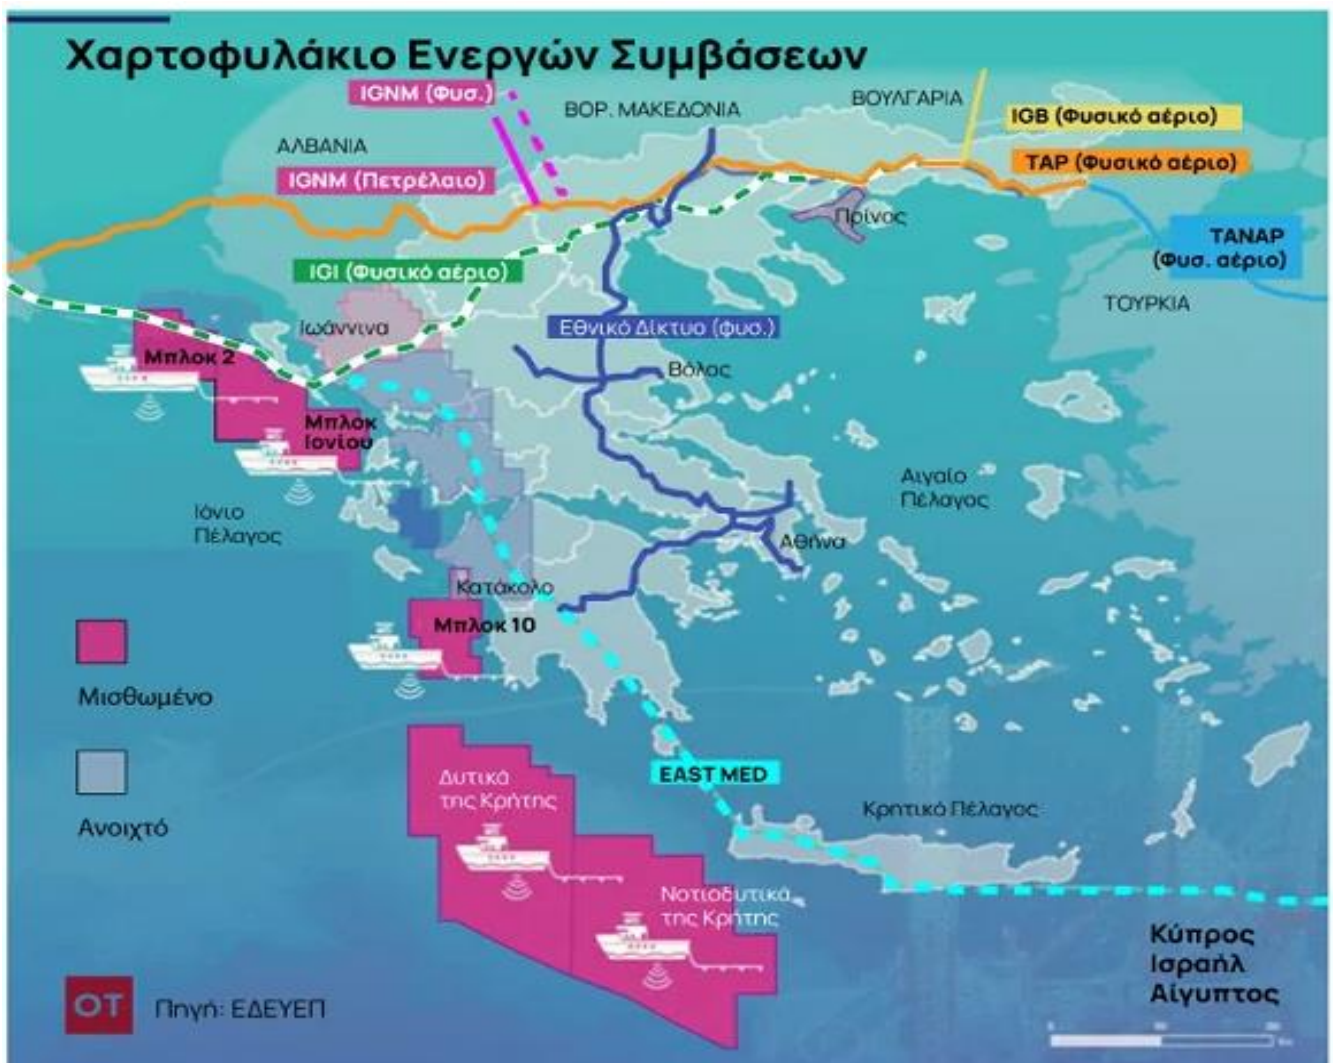 Χαρτοφυλάκιο Ενεργών Συμβάσεων
IGNM (Φυσ.)
ΒΟΡ. ΜΑΚΕΔΟΝΙΑ
ΒΟΥΛΓΑΡΙΑ
IGB (Φυσικό αέριο)
ΑΛΒΑΝΙΑ
IGNM (Πετρέλαιο)
TAP (Φυσικό αέριο)
Πρίνος
TANAP
(Φυσ. αέριο)
IGI (Φυσικό αέριο)
ΤΟΥΡΚΙΑ
Ιωάννινα
Εθνικό Δίκτυο (φυσ.)
Μπλοκ 2
Βόλος
Μπλοκ
Ιονίου
Αιγαίο
Πέλαγος
Ιόνιο
Πέλαγος
Αθήνα
Κατάκολο
Μπλοκ 10
Μισθωμένο
EAST MED
Δυτικά
της Κρήτης
Κρητικό Πέλαγος
Ανοιχτό
Νοτιοδυτικά
της Κρήτης
Κύπρος
Ισραήλ
Αίγυπτος
OT
Πηγή: ΕΔΕΥΕΠ